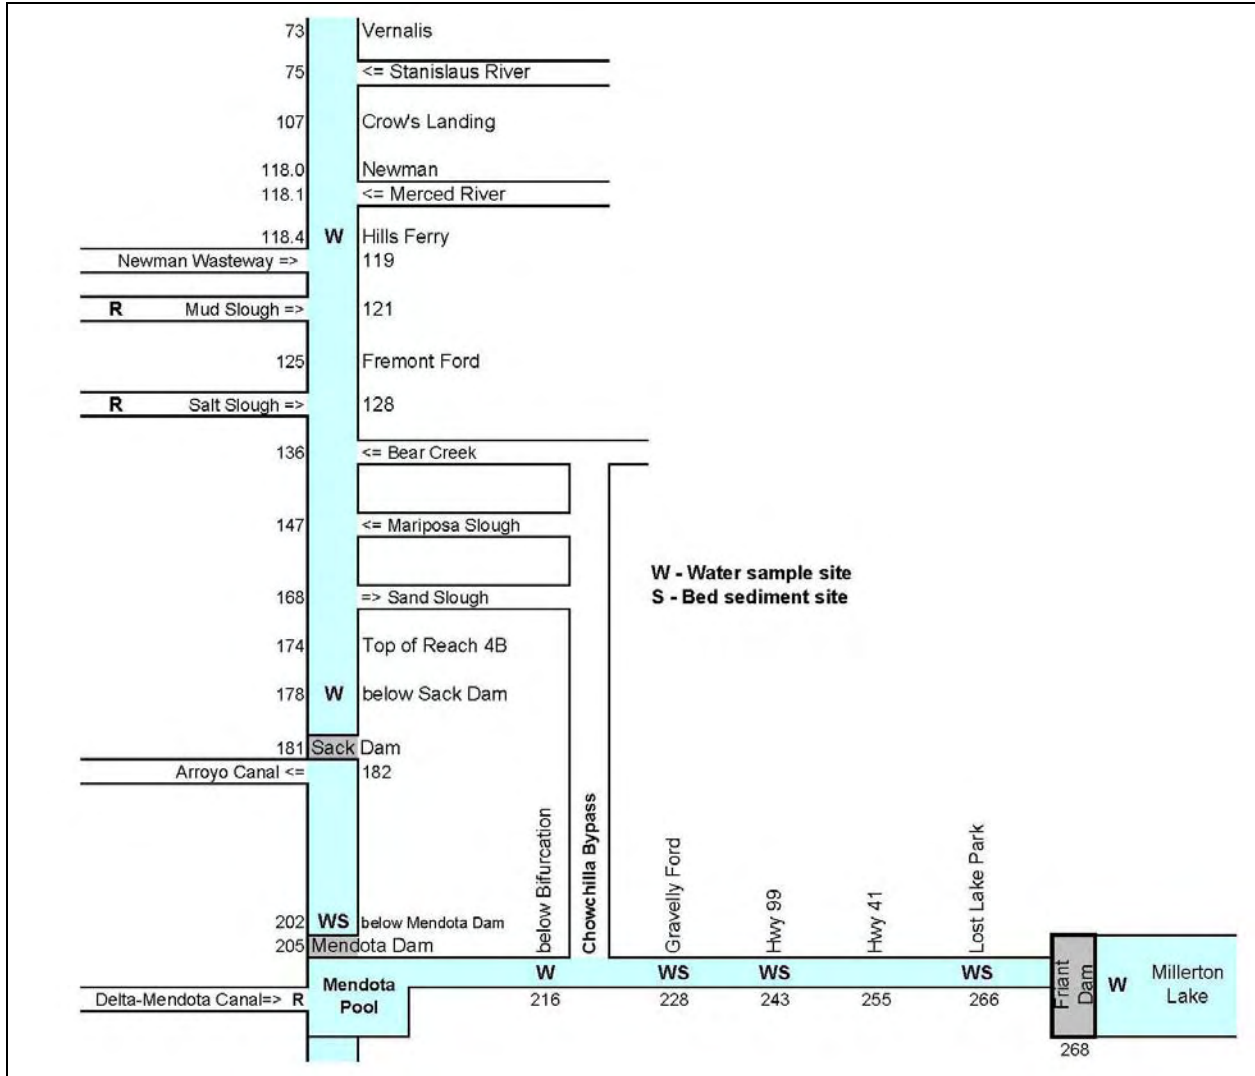 73 Vernalis
75 <= Stanislaus River
107 Crow's Landing
118.0 Newman
118.1 <= Merced River
118.4 W Hills Ferry
Newman Wasteway => 119
R Mud Slough => 121
125 Fremont Ford
R Salt Slough => 128
136 <= Bear Creek
147 <= Mariposa Slough
W - Water sample site
S - Bed sediment site
168 => Sand Slough
174 Top of Reach 4B
178 W below Sack Dam
181 Sack Dam
Arroyo Canal <= 182
below Bifurcation
Chowchilla Bypass
Gravelly Ford
Hwy 99
Hwy 41
Lost Lake Park
202 WS below Mendota Dam
205 Mendota Dam
W WS WS WS
Friant
Dam
W Millerton
Lake
Delta-Mendota Canal=> R
Mendota
Pool
216 228 243 255 266
268